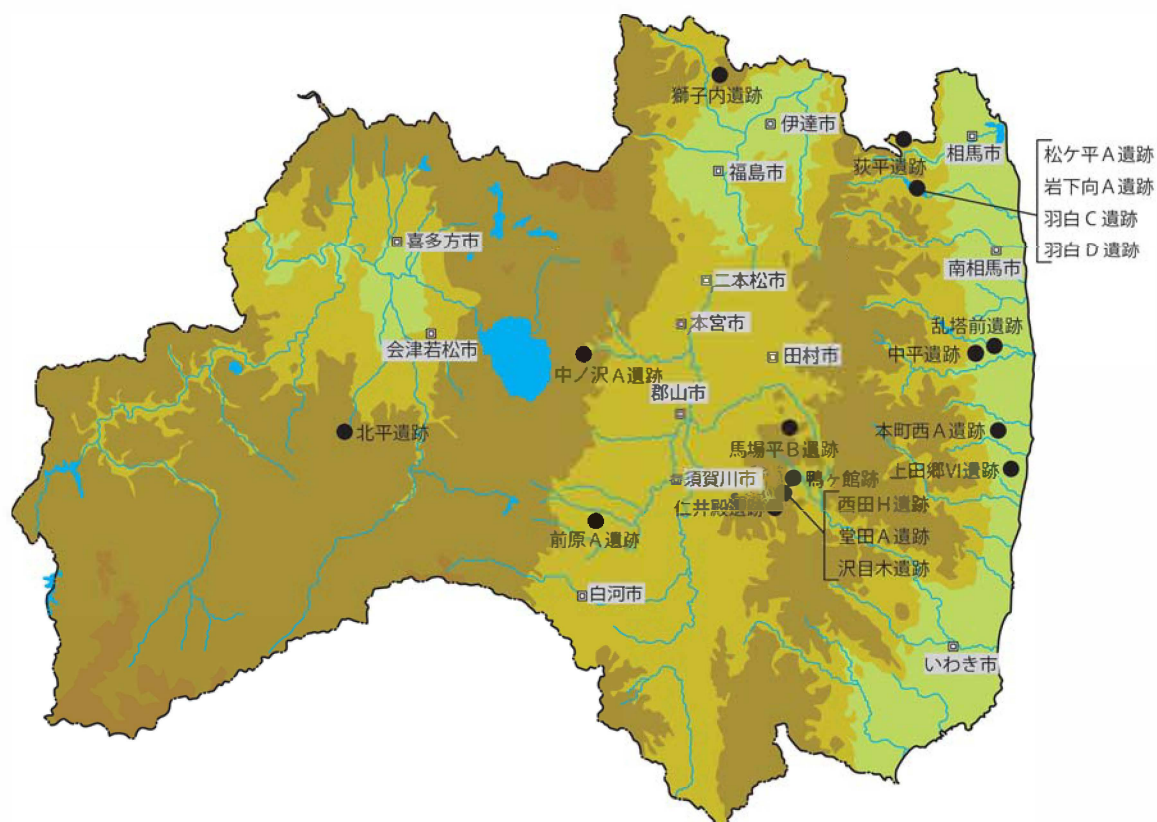 獅子内遺跡
伊達市
相馬市
荻平遺跡
松ケ平A遺跡
岩下向A遺跡
羽白C遺跡
羽白D遺跡
福島市
喜多方市
南相馬市
二本松市
本宮市
会津若松市
乱塔前遺跡
中平遺跡
田村市
中ノ沢A遺跡
郡山市
北平遺跡
馬場平B遺跡
本町西A遺跡
上田郷Ⅵ遺跡
須賀川市
鴨ヶ館跡
仁井殿遺跡
西田H遺跡
堂田A遺跡
沢目木遺跡
前原A遺跡
白河市
いわき市